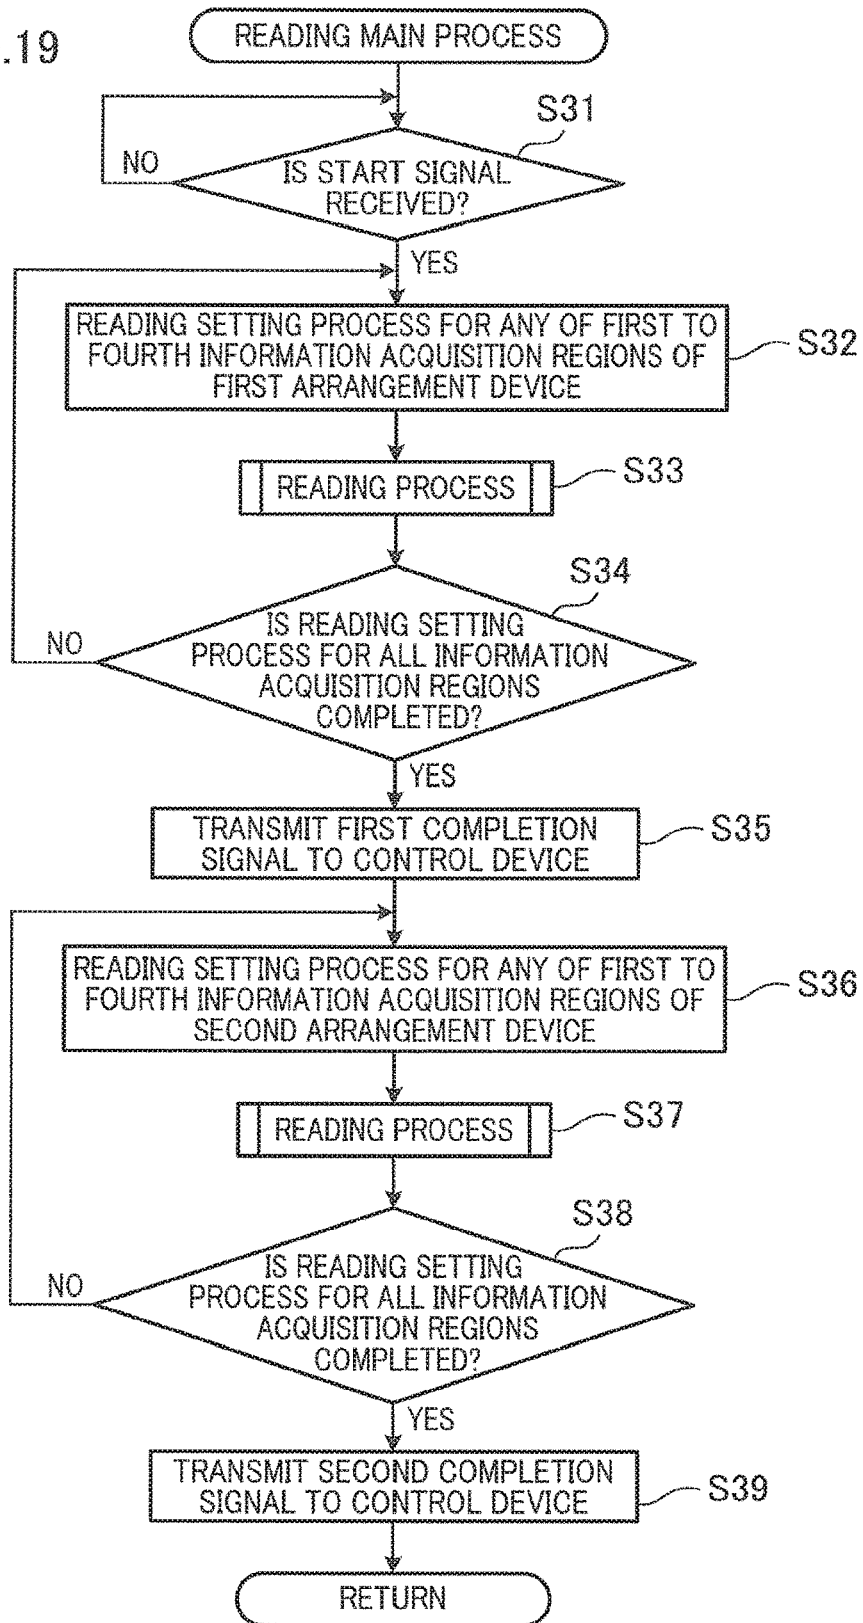 .19
READING MAIN PROCESS
S31
NO
IS START SIGNAL
RECEIVED?
YES
READING SETTING PROCESS FOR ANY OF FIRST TO
FOURTH INFORMATION ACQUISITION REGIONS OF
FIRST ARRANGEMENT DEVICE
S32
READING PROCESS
S33
S34
IS READING SETTING
PROCESS FOR ALL INFORMATION
ACQUISITION REGIONS
COMPLETED?
NO
YES
TRANSMIT FIRST COMPLETION
SIGNAL TO CONTROL DEVICE
S35
READING SETTING PROCESS FOR ANY OF FIRST TO
FOURTH INFORMATION ACQUISITION REGIONS OF
SECOND ARRANGEMENT DEVICE
S36
READING PROCESS
S37
S38
IS READING SETTING
PROCESS FOR ALL INFORMATION
ACQUISITION REGIONS
COMPLETED?
NO
YES
TRANSMIT SECOND COMPLETION
SIGNAL TO CONTROL DEVICE
S39
RETURN